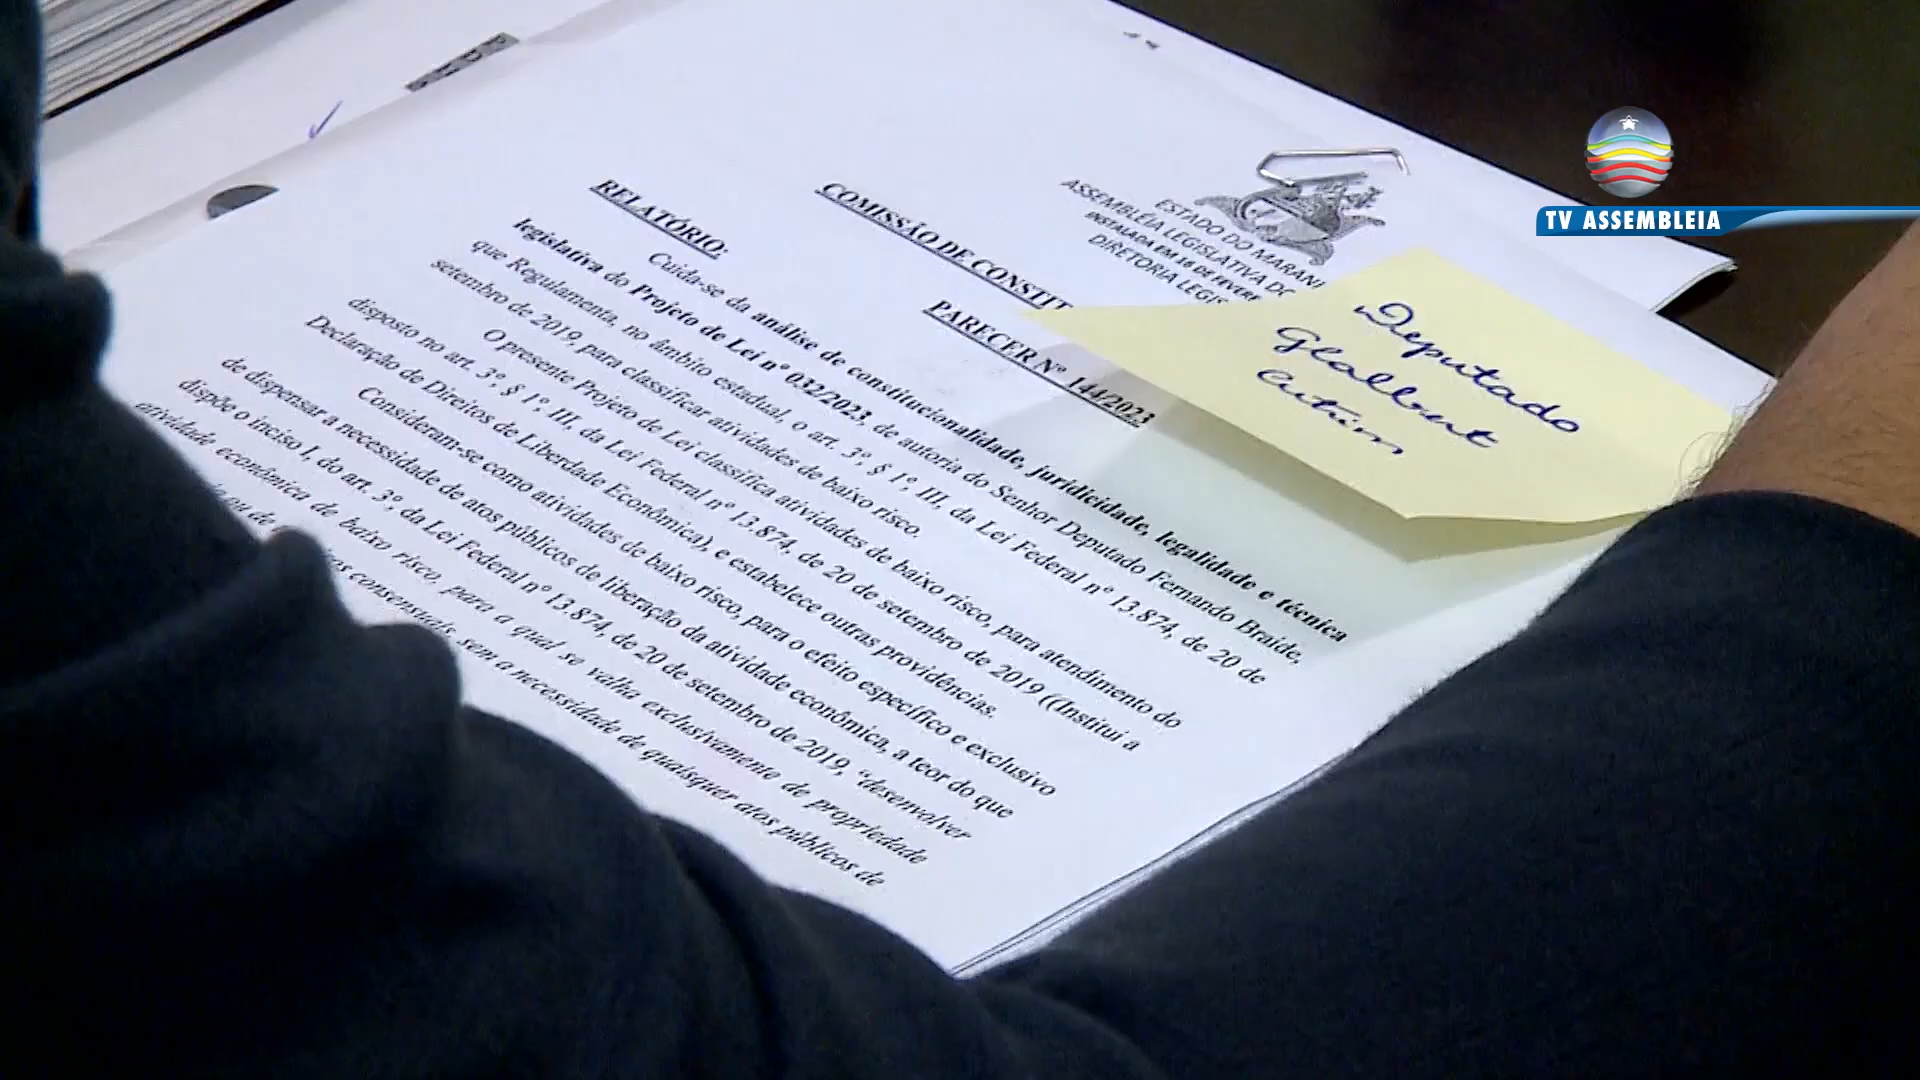 TV ASSEMBLEIA
ESTADO DO MARAN
ASSEMBLÉIA LEGISLATIVA DO
INSTALADA EM 16 DE FEVERE
DIRETORIA LEGIS
COMISSÃO DE CONSTIT
PARECER Nº 144/2023
Deputado
Glalbert
Cutrim
RELATÓRIO:
Cuida-se da análise de constitucionalidade, juridicidade, legalidade e técnica
legislativa do Projeto de Lei nº 032/2023, de autoria do Senhor Deputado Fernando Braide,
que Regulamenta, no âmbito estadual, o art. 3º, § 1º, III, da Lei Federal nº 13.874, de 20 de
setembro de 2019, para classificar atividades de baixo risco.
O presente Projeto de Lei classifica atividades de baixo risco, para atendimento do
disposto no art. 3º, § 1º, III, da Lei Federal nº 13.874, de 20 de setembro de 2019 ((Institui a
Declaração de Direitos de Liberdade Econômica), e estabelece outras providências.
Consideram-se como atividades de baixo risco, para o efeito específico e exclusivo
de dispensar a necessidade de atos públicos de liberação da atividade econômica, a teor do que
dispõe o inciso I, do art. 3º, da Lei Federal nº 13.874, de 20 de setembro de 2019, “desenvolver
atividade econômica de baixo risco, para a qual se valha exclusivamente de propriedade
ou de consensuais, sem a necessidade de quaisquer atos públicos de